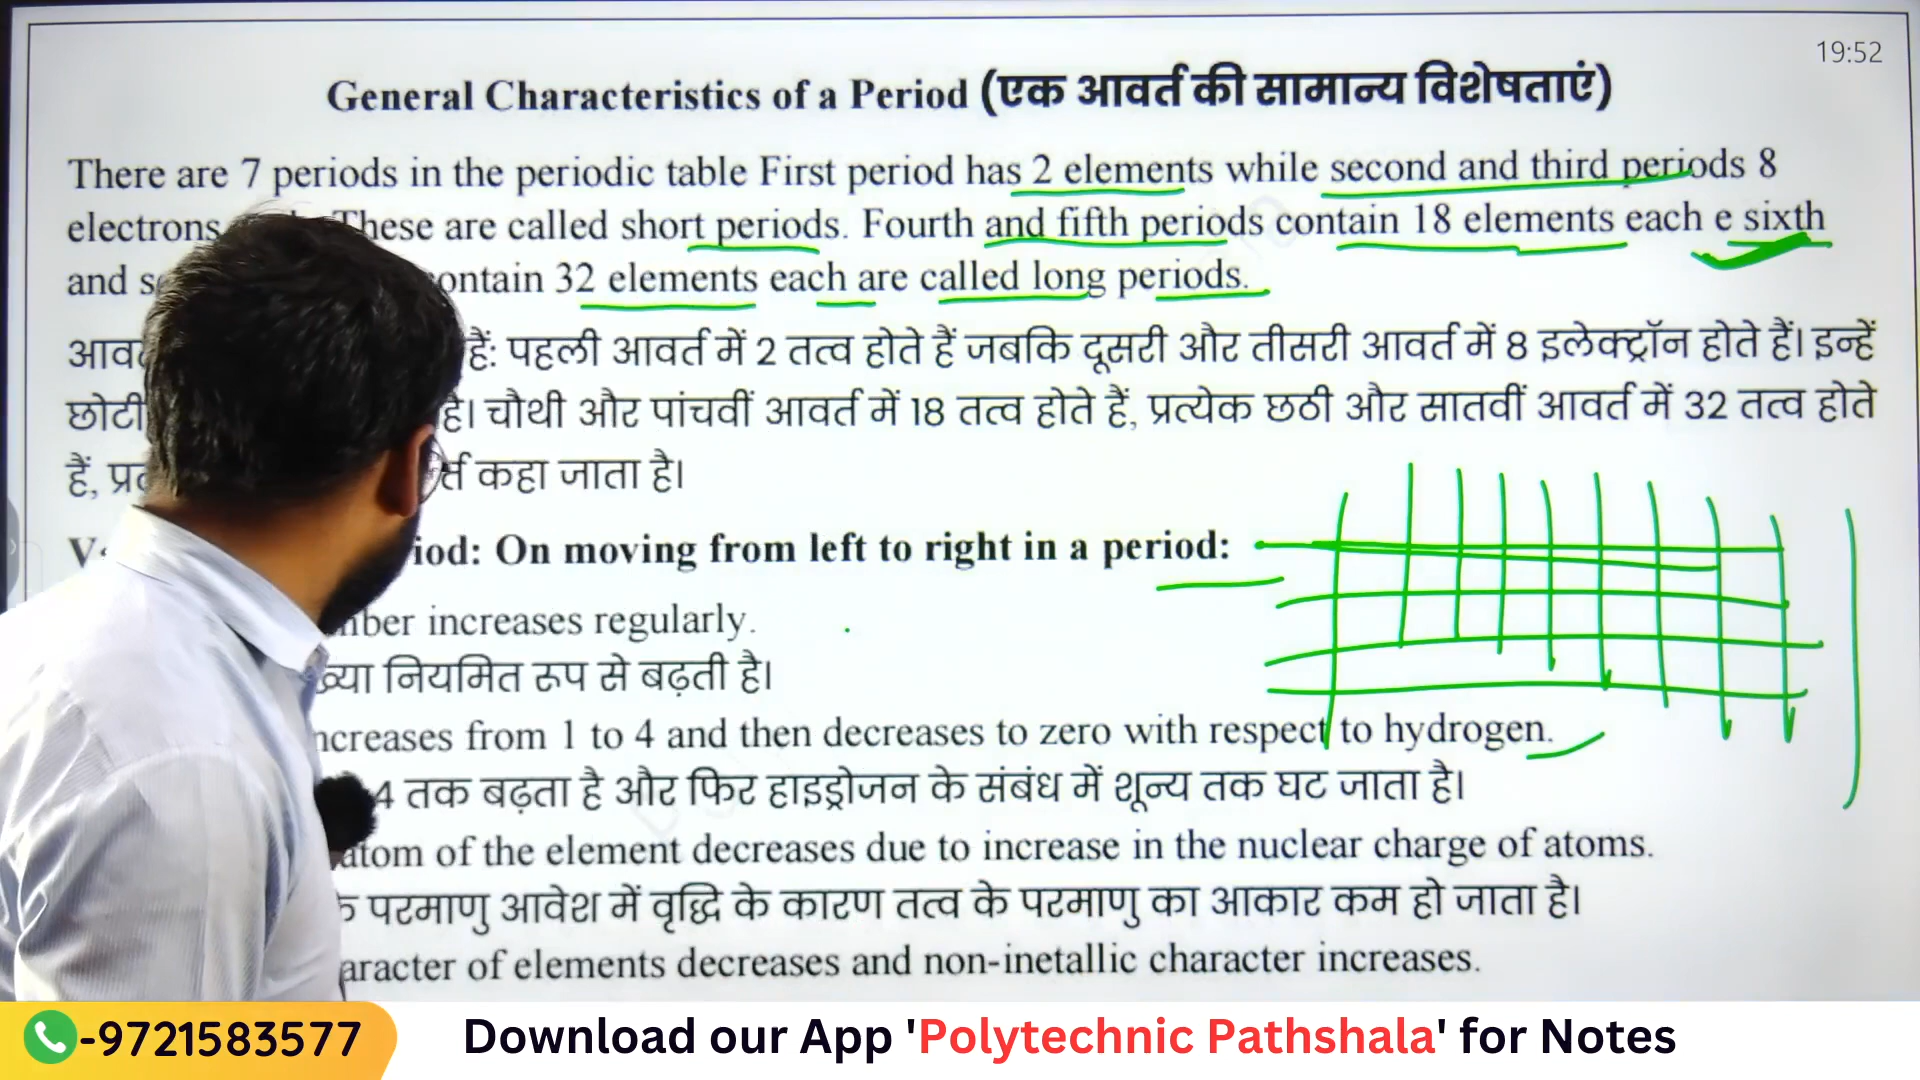 19:52
General Characteristics of a Period (एक आवर्त की सामान्य विशेषताएं)
There are 7 periods in the periodic table First period has 2 elements while second and third periods 8
electrons These are called short periods. Fourth and fifth periods contain 18 elements each e sixth
and contain 32 elements each are called long periods.
हैं: पहली आवर्त में 2 तत्व होते हैं जबकि दूसरी और तीसरी आवर्त में 8 इलेक्ट्रॉन होते हैं। इन्हें
छोटी है। चौथी और पांचवीं आवर्त में 18 तत्व होते हैं, प्रत्येक छठी और सातवीं आवर्त में 32 तत्व होते
हैं, कहा जाता है।
On moving from left to right in a period:
increases regularly.
नियमित रूप से बढ़ती है।
increases from 1 to 4 and then decreases to zero with respect to hydrogen.
4 तक बढ़ता है और फिर हाइड्रोजन के संबंध में शून्य तक घट जाता है।
atom of the element decreases due to increase in the nuclear charge of atoms.
परमाणु आवेश में वृद्धि के कारण तत्व के परमाणु का आकार कम हो जाता है।
of elements decreases and non-inetallic character increases.
-9721583577 Download our App 'Polytechnic Pathshala' for Notes